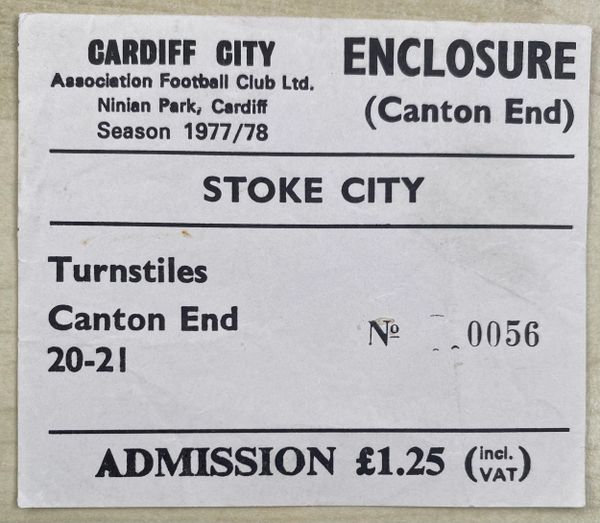 CARDIFF CITY
Association Football Club Ltd.
Ninian Park, Cardiff
Season 1977/78
ENCLOSURE
(Canton End)
STOKE CITY
Turnstiles
Canton End
20-21
Nº 0056
ADMISSION £1.25 (incl. VAT)